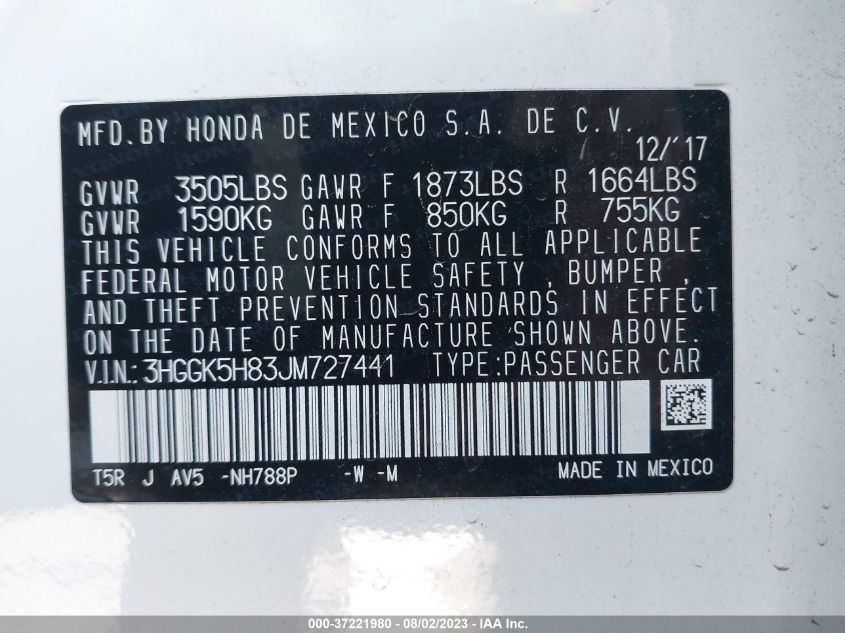 MFD.BY HONDA DE MEXICO S.A. DE C.V.
12/'17
GVWR 3505LBS GAWR F 1873LBS R 1664LBS
GVWR 1590KG GAWR F 850KG R 755KG
THIS VEHICLE CONFORMS TO ALL APPLICABLE
FEDERAL MOTOR VEHICLE SAFETY , BUMPER ,
AND THEFT PREVENTION STANDARDS IN EFFECT
ON THE DATE OF MANUFACTURE SHOWN ABOVE.
V.I.N.: 3HGGK5H83JM727441 TYPE:PASSENGER CAR
T5R J AV5 -NH788P -W -M MADE IN MEXICO
000-37221980 - 08/02/2023 - IAA Inc.